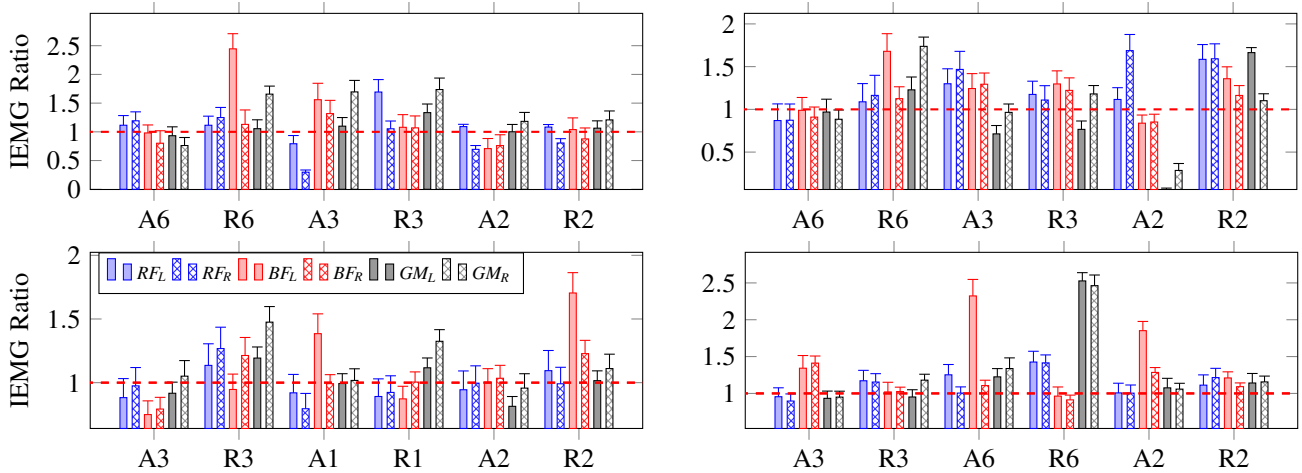 IEMG Ratio
2.5
2
1.5
1
0.5
0
A6 R6 A3 R3 A2 R2
2
1.5
1
0.5
A6 R6 A3 R3 A2 R2
IEMG Ratio
2
1.5
1
RF_L RF_R BF_L BF_R GM_L GM_R
A3 R3 A1 R1 A2 R2
2.5
2
1.5
1
A3 R3 A6 R6 A2 R2